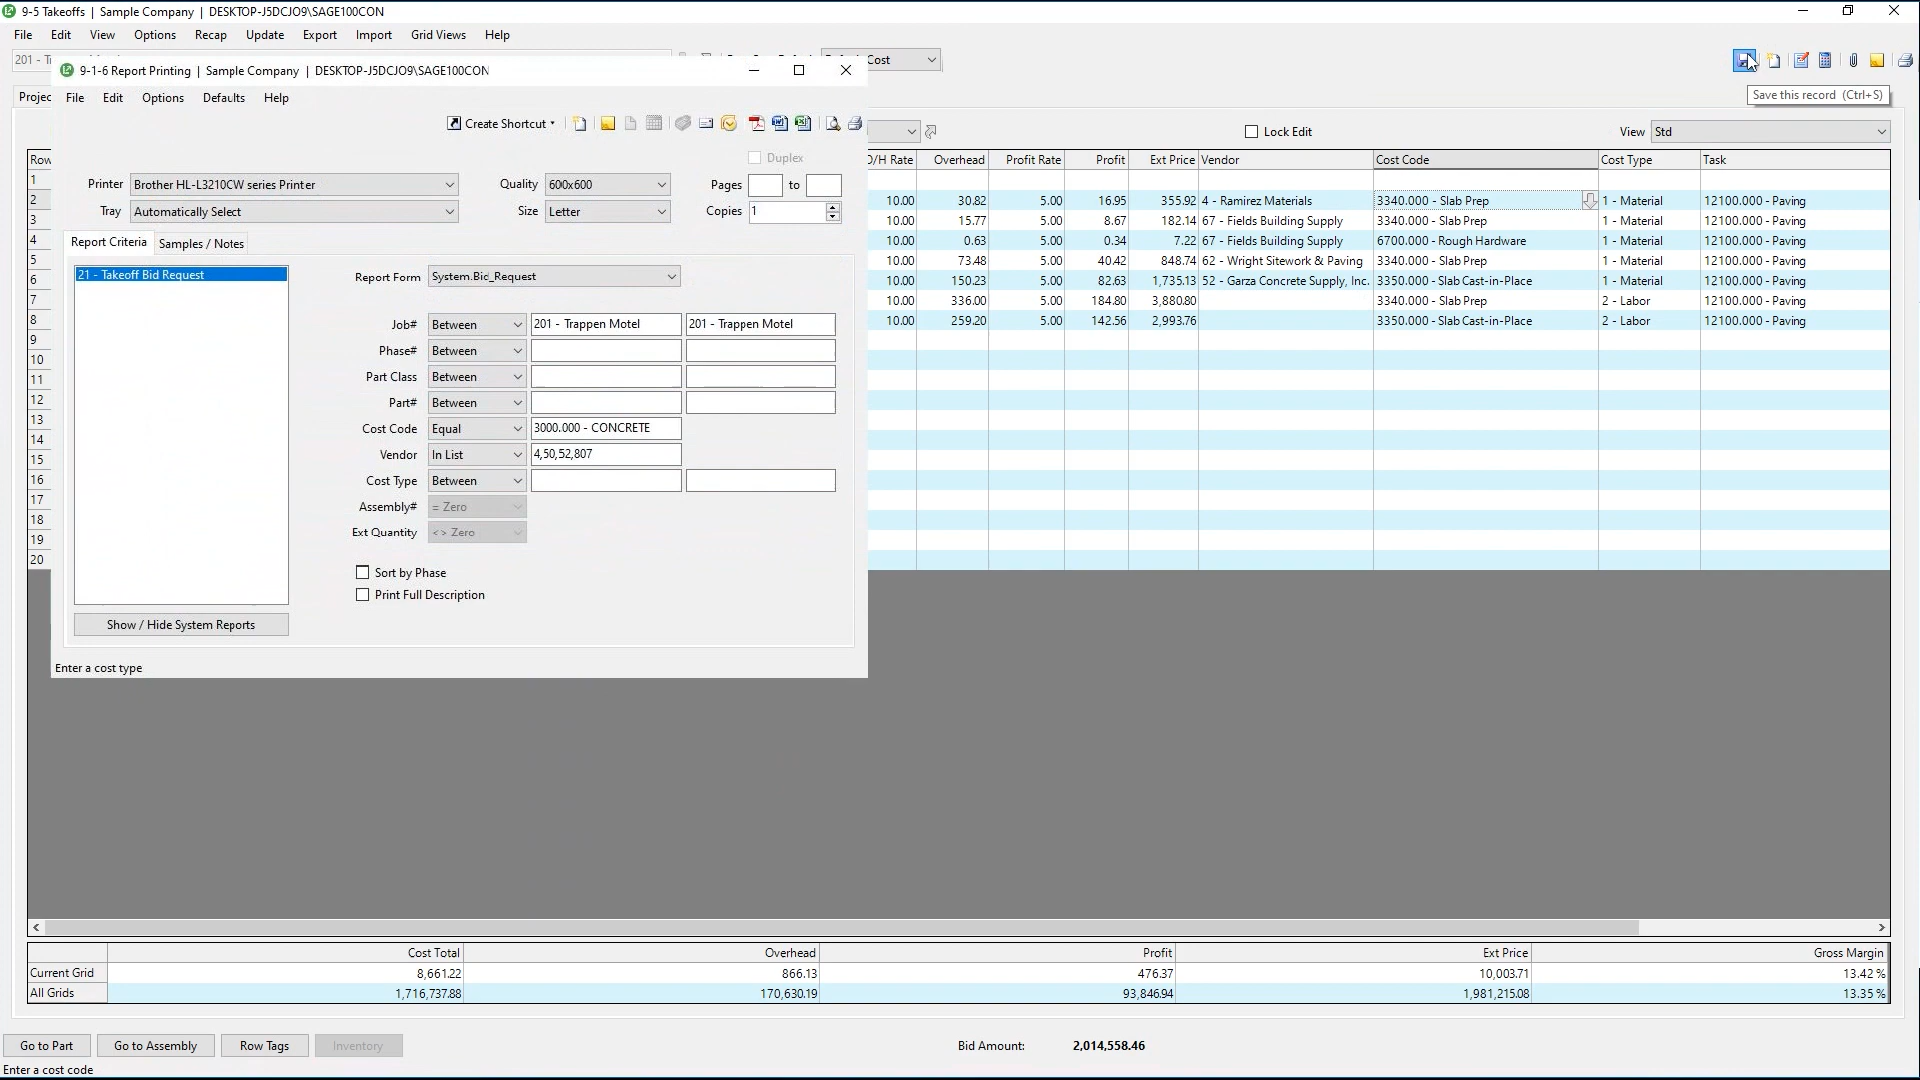 9-5 Takeoffs | Sample Company | DESKTOP-J5DCJO9\SAGE100CON
File Edit View Options Recap Update Export Import Grid Views Help
201 - Cost
Save this record (Ctrl+S)
Projec
Lock Edit View Std
9-1-6 Report Printing | Sample Company | DESKTOP-J5DCJO9\SAGE100CON
File Edit Options Defaults Help
Create Shortcut
Duplex
Printer Brother HL-L3210CW series Printer Quality 600x600 Pages to
Tray Automatically Select Size Letter Copies 1
Report Criteria Samples / Notes
21 - Takeoff Bid Request
Report Form System.Bid_Request
Job# Between 201 - Trappen Motel 201 - Trappen Motel
Phase# Between
Part Class Between
Part# Between
Cost Code Equal 3000.000 - CONCRETE
Vendor In List 4,50,52,807
Cost Type Between
Assembly# = Zero
Ext Quantity < > Zero
Sort by Phase
Print Full Description
Show / Hide System Reports
Enter a cost type
Row O/H Rate Overhead Profit Rate Profit Ext Price Vendor Cost Code Cost Type Task
1
2 10.00 30.82 5.00 16.95 355.92 4 - Ramirez Materials 3340.000 - Slab Prep 1 - Material 12100.000 - Paving
3 10.00 15.77 5.00 8.67 182.14 67 - Fields Building Supply 3340.000 - Slab Prep 1 - Material 12100.000 - Paving
4 10.00 0.63 5.00 0.34 7.22 67 - Fields Building Supply 6700.000 - Rough Hardware 1 - Material 12100.000 - Paving
5 10.00 73.48 5.00 40.42 848.74 62 - Wright Sitework & Paving 3340.000 - Slab Prep 1 - Material 12100.000 - Paving
6 10.00 150.23 5.00 82.63 1,735.13 52 - Garza Concrete Supply, Inc. 3350.000 - Slab Cast-in-Place 1 - Material 12100.000 - Paving
7 10.00 336.00 5.00 184.80 3,880.80 3340.000 - Slab Prep 2 - Labor 12100.000 - Paving
8 10.00 259.20 5.00 142.56 2,993.76 3350.000 - Slab Cast-in-Place 2 - Labor 12100.000 - Paving
9
10
11
12
13
14
15
16
17
18
19
20
Cost Total Overhead Profit Ext Price Gross Margin
Current Grid 8,661.22 866.13 476.37 10,003.71 13.42 %
All Grids 1,716,737.88 170,630.19 93,846.94 1,981,215.08 13.35 %
Go to Part Go to Assembly Row Tags Inventory Bid Amount: 2,014,558.46
Enter a cost code